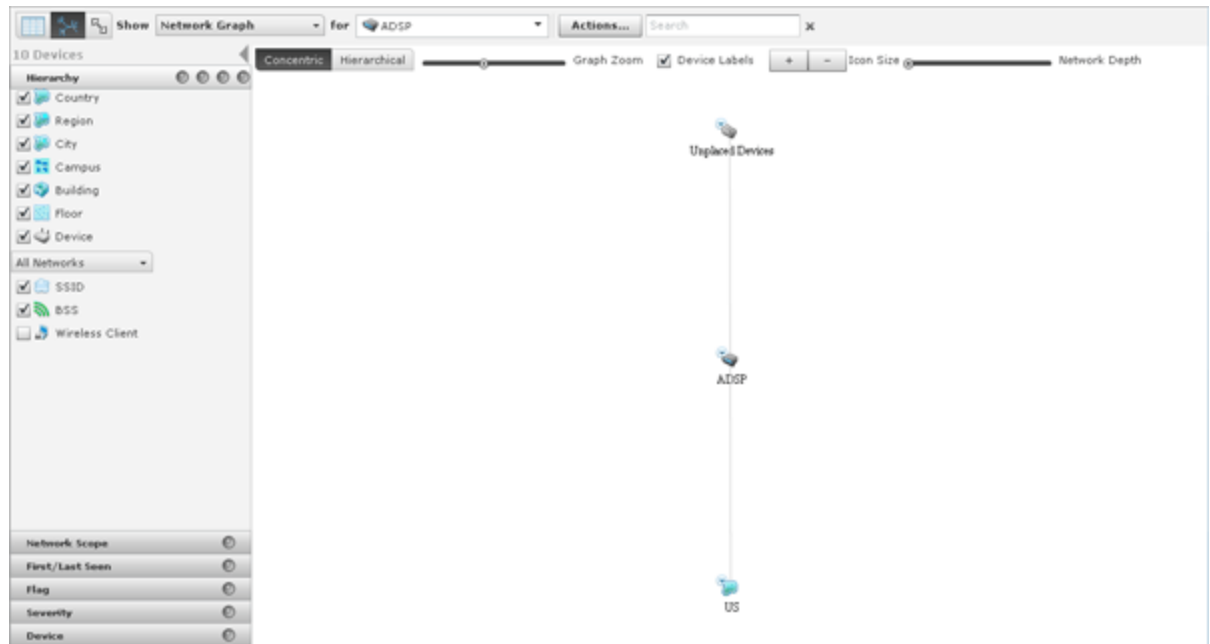 Show Network Graph for ADSP Actions... Search x
10 Devices
Concentric Hierarchical Graph Zoom Device Labels + - Icon Size Network Depth
Hierarchy
Country
Region
City
Campus
Building
Floor
Device
All Networks
SSID
BSS
Wireless Client
Unplaced Devices
ADSP
US
Network Scope
First/Last Seen
Flag
Severity
Device